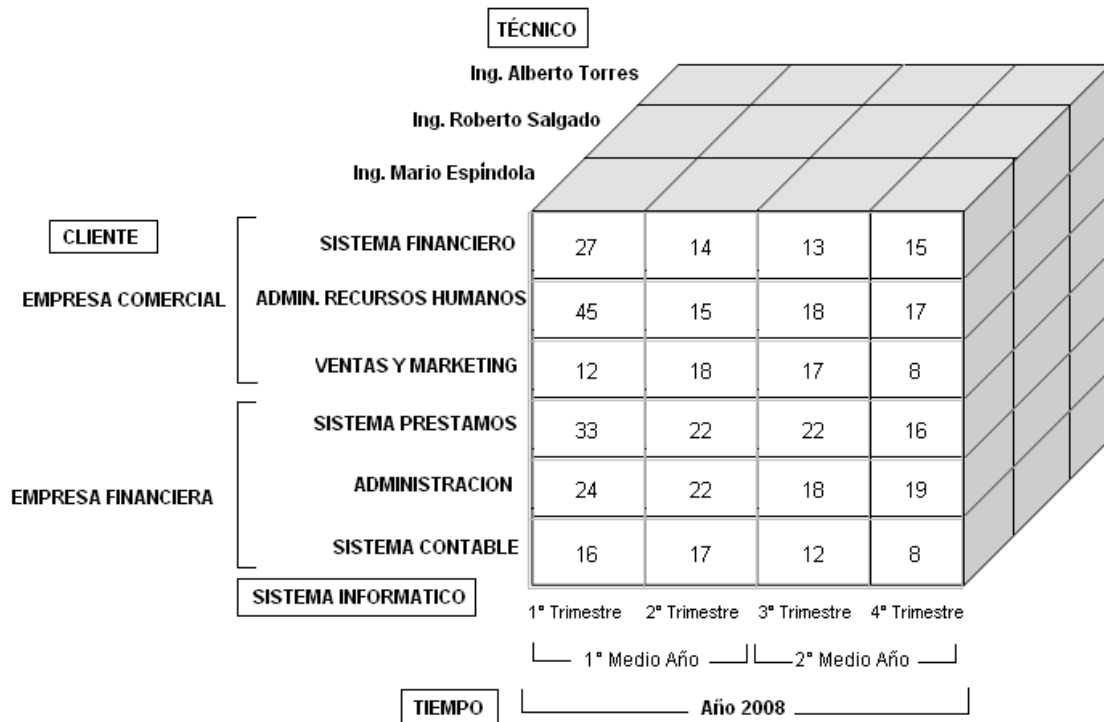 TÉCNICO
Ing. Alberto Torres
Ing. Roberto Salgado
Ing. Mario Espíndola
CLIENTE
SISTEMA FINANCIERO 27 14 13 15
EMPRESA COMERCIAL ADMIN. RECURSOS HUMANOS 45 15 18 17
VENTAS Y MARKETING 12 18 17 8
SISTEMA PRESTAMOS 33 22 22 16
EMPRESA FINANCIERA ADMINISTRACION 24 22 18 19
SISTEMA CONTABLE 16 17 12 8
SISTEMA INFORMATICO
1° Trimestre 2° Trimestre 3° Trimestre 4° Trimestre
1° Medio Año 2° Medio Año
TIEMPO Año 2008